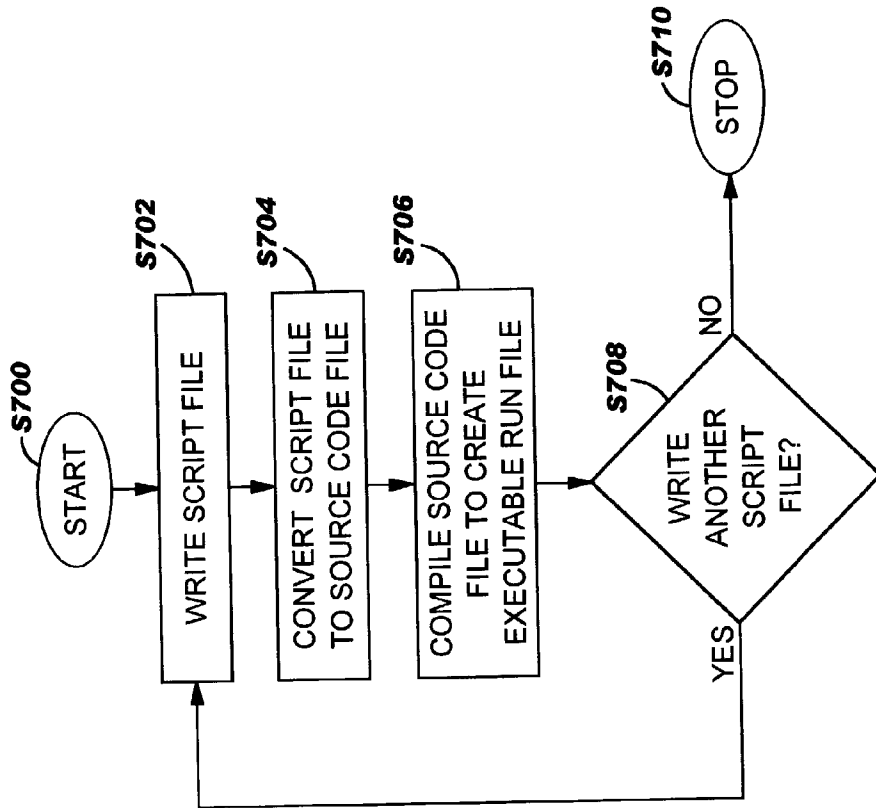 S700
START
S702
WRITE SCRIPT FILE
S704
CONVERT SCRIPT FILE
TO SOURCE CODE FILE
S706
COMPILE SOURCE CODE
FILE TO CREATE
EXECUTABLE RUN FILE
S708
WRITE
ANOTHER
SCRIPT
FILE?
YES
NO
S710
STOP